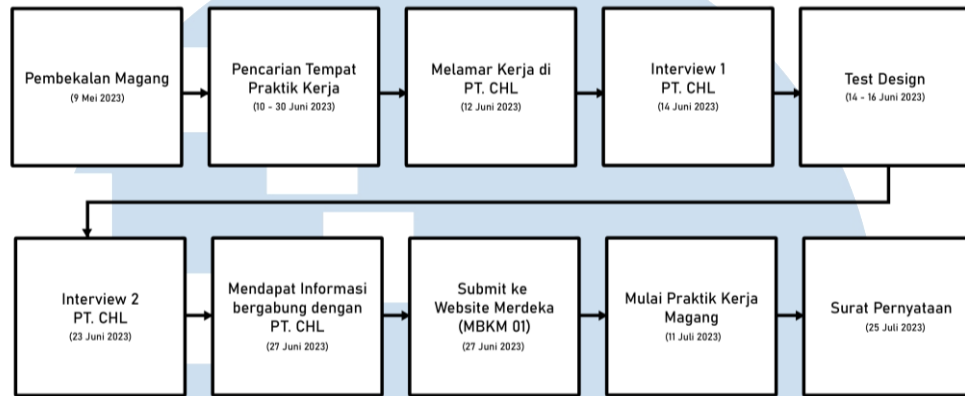 Pembekalan Magang
(9 Mei 2023)
Pencarian Tempat
Praktik Kerja
(10 - 30 Juni 2023)
Melamar Kerja di
PT. CHL
(12 Juni 2023)
Interview 1
PT. CHL
(14 Juni 2023)
Test Design
(14 - 16 Juni 2023)
Interview 2
PT. CHL
(23 Juni 2023)
Mendapat Informasi
bergabung dengan
PT. CHL
(27 Juni 2023)
Submit ke
Website Merdeka
(MBKM 01)
(27 Juni 2023)
Mulai Praktik Kerja
Magang
(11 Juli 2023)
Surat Pernyataan
(25 Juli 2023)